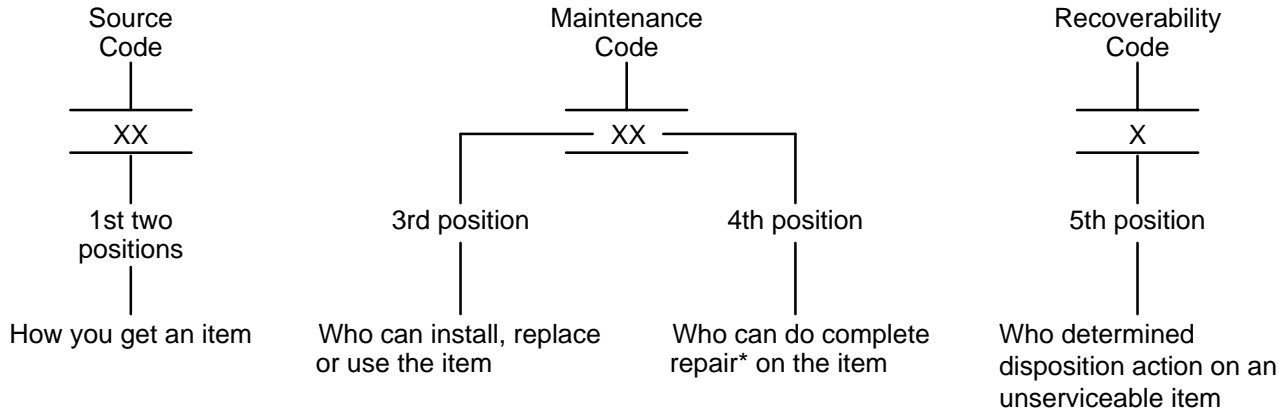 Source
Code
Maintenance
Code
Recoverability
Code
XX
XX
X
1st two
positions
3rd position
4th position
5th position
How you get an item
Who can install, replace
or use the item
Who can do complete
repair* on the item
Who determined
disposition action on an
unserviceable item